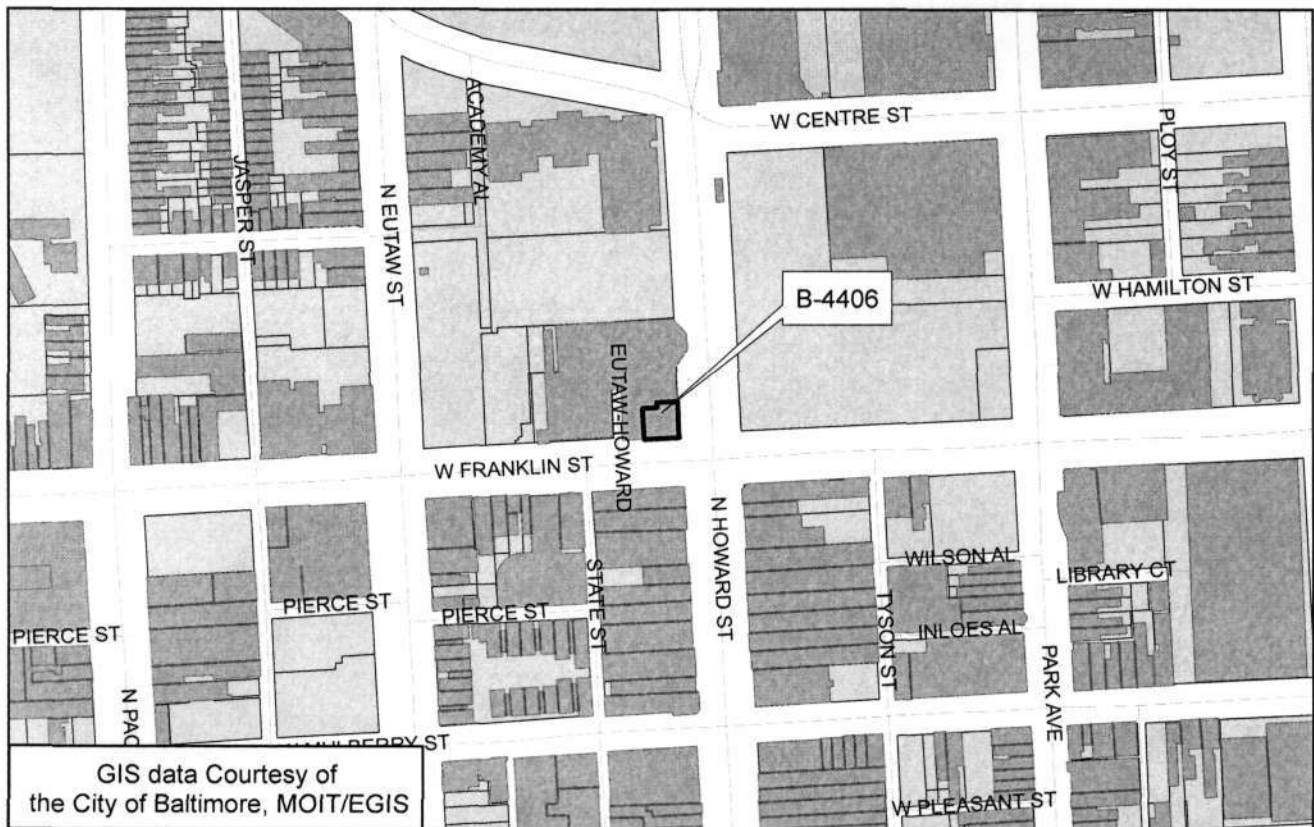 W CENTRE ST
ACADEMY AL
PLOY ST
JASPER ST
N EUTAW ST
W HAMILTON ST
B-4406
EUTAW-HOWARD
W FRANKLIN ST
N HOWARD ST
WILSON AL
LIBRARY CT
STATE ST
PIERCE ST
PIERCE ST
PIERCE ST
TYSON ST
INLOES AL
PARK AVE
N PAC
MULBERRY ST
W PLEASANT ST
GIS data Courtesy of
the City of Baltimore, MOIT/EGIS